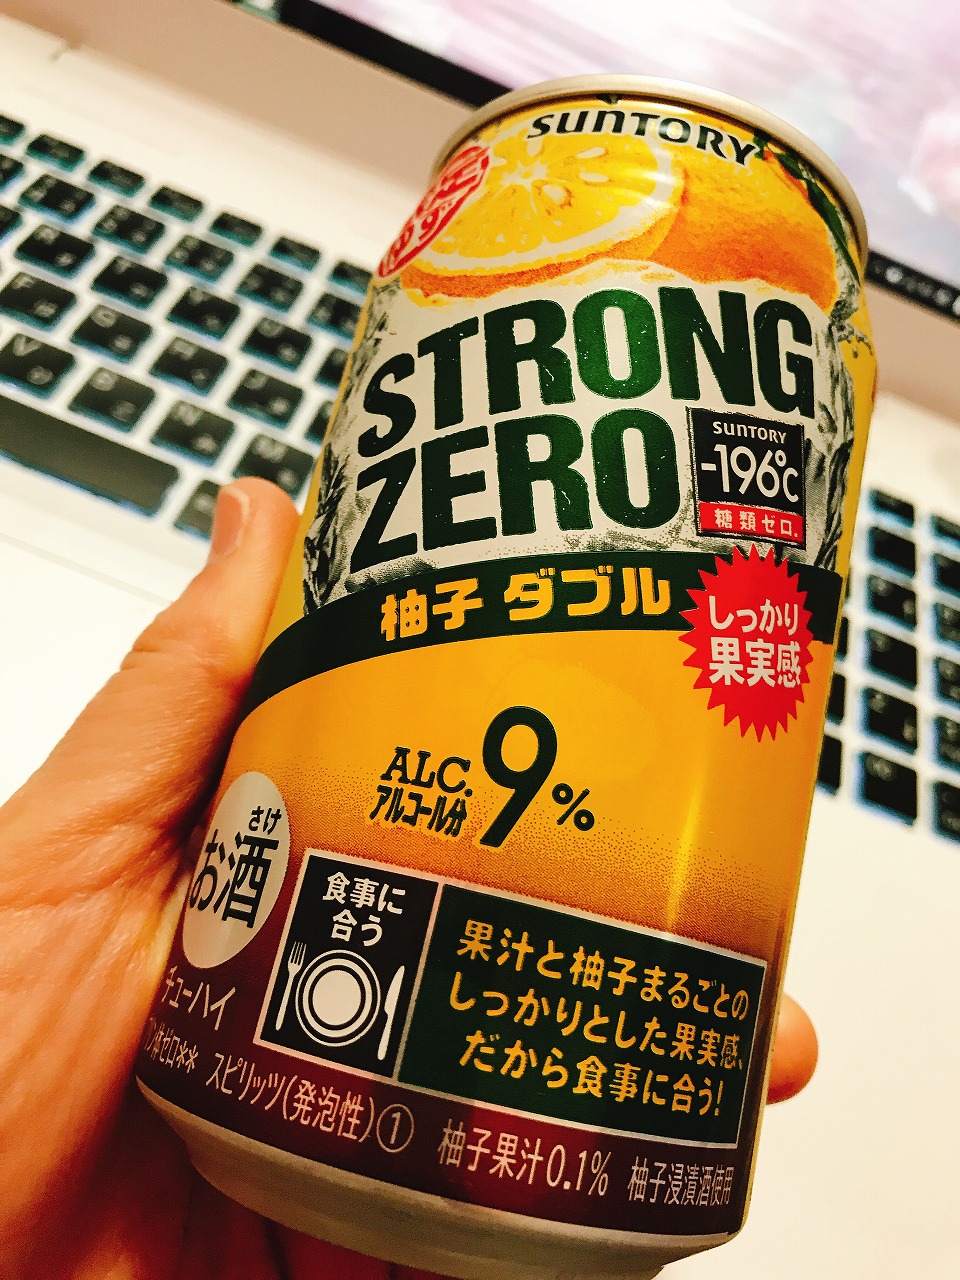 SUNTORY
STRONG
ZERO
SUNTORY
-196℃
糖類ゼロ。
柚子ダブル
しっかり
果実感
ALC.
アルコール分
9%
さけ
お酒
食事に
合う
果汁と柚子まるごとの
しっかりとした果実感、
だから食事に合う!
チューハイ
体ゼロ** スピリッツ(発泡性)① 柚子果汁0.1% 柚子浸漬酒使用